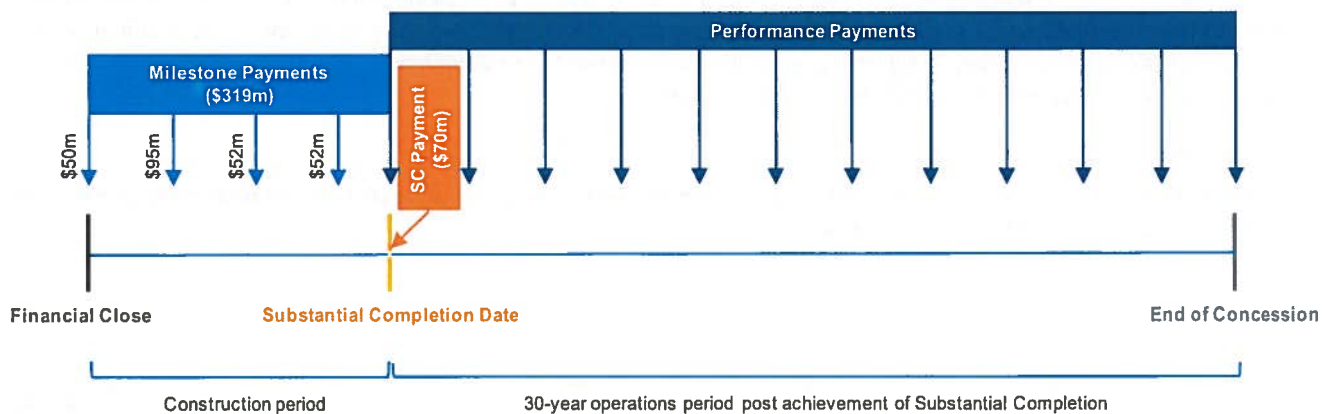 Performance Payments
Milestone Payments
($319m)
$50m
$95m
$52m
$52m
SC Payment
($70m)
Financial Close
Substantial Completion Date
End of Concession
Construction period
30-year operations period post achievement of Substantial Completion